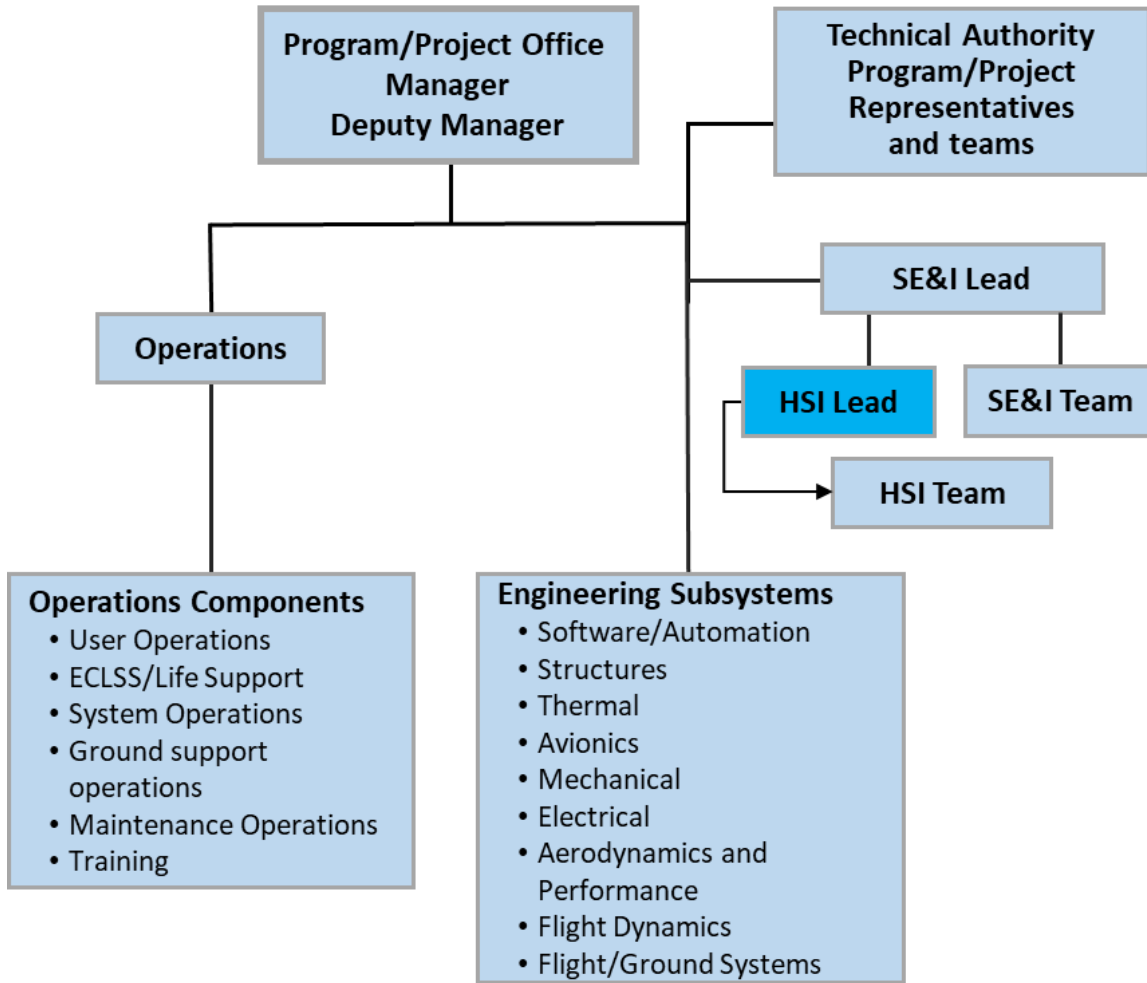 Program/Project Office
Manager
Deputy Manager
Technical Authority
Program/Project
Representatives
and teams
SE&I Lead
Operations
HSI Lead
SE&I Team
HSI Team
Operations Components
• User Operations
• ECLSS/Life Support
• System Operations
• Ground support
operations
• Maintenance Operations
• Training
Engineering Subsystems
• Software/Automation
• Structures
• Thermal
• Avionics
• Mechanical
• Electrical
• Aerodynamics and
Performance
• Flight Dynamics
• Flight/Ground Systems